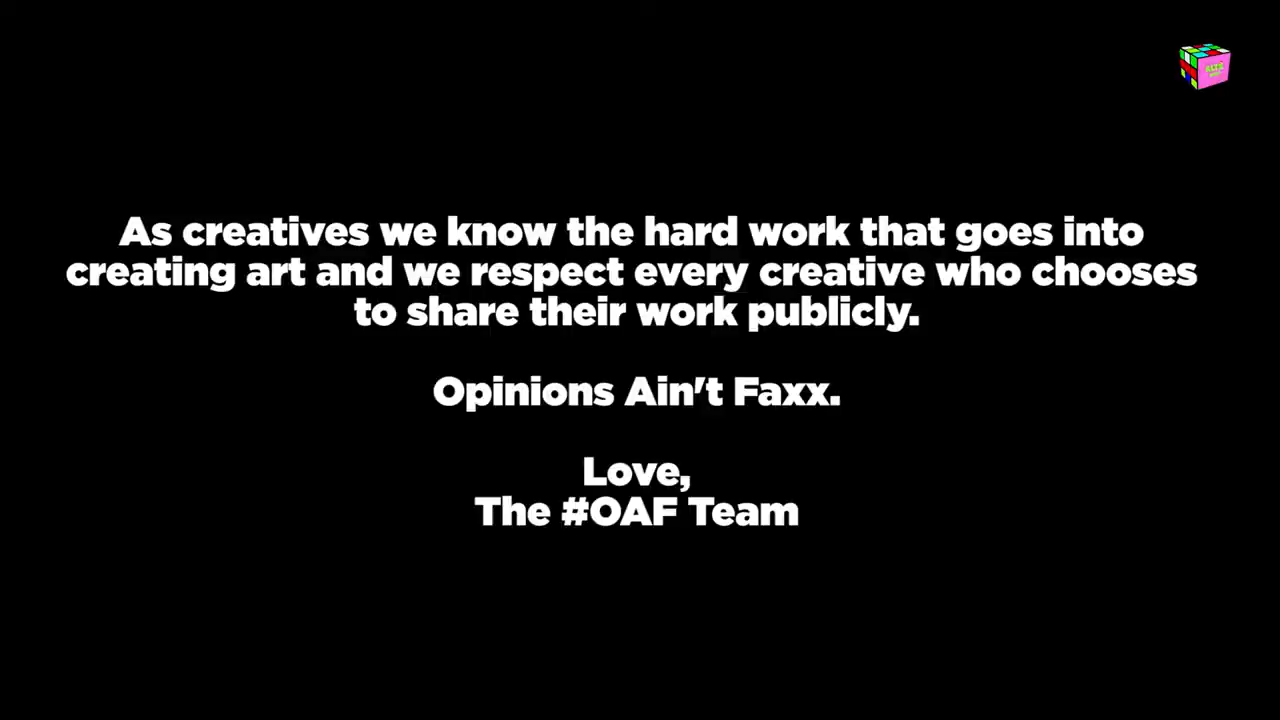 As creatives we know the hard work that goes into
creating art and we respect every creative who chooses
to share their work publicly.
Opinions Ain't Faxx.
Love,
The #OAF Team